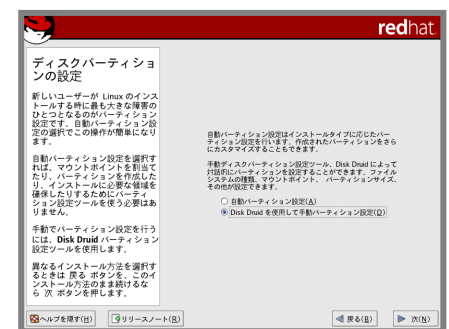 redhat.
ディスクパーティショ
ンの設定
新しいユーザーが Linux のインス
トールする時に最も大きな障害の
ひとつとなるのがパーティション
設定です。自動パーティション設
定の選択でこの操作が簡単になり
ます。
自動パーティション設定を選択す
れば、マウントポイントを割当て
たり、パーティションを作成した
り、インストールに必要な領域を
確保したりするためにパーティ
ション設定ツールを使う必要はあ
りません。
手動でパーティション設定を行う
には、Disk Druid パーティション
設定ツールを使用します。
異なるインストール方法を選択す
るときは 戻る ボタンを、このイ
ンストール方法のまま続けるな
ら 次 ボタンを押します。
自動パーティション設定はインストールタイプに応じたパー
ティション設定を行います。作成されたパーティションをさら
にカスタマイズすることもできます。
手動ディスクパーティション設定ツール、Disk Druid によって
対話的にパーティションを設定することができます。ファイル
システムの種類、マウントポイント、 パーティションサイズ、
その他が設定できます。
自動パーティション設定(A)
Disk Druid を使用して手動パーティション設定(D)
ヘルプを隠す(H)
リリースノート(R)
戻る(B)
次(N)